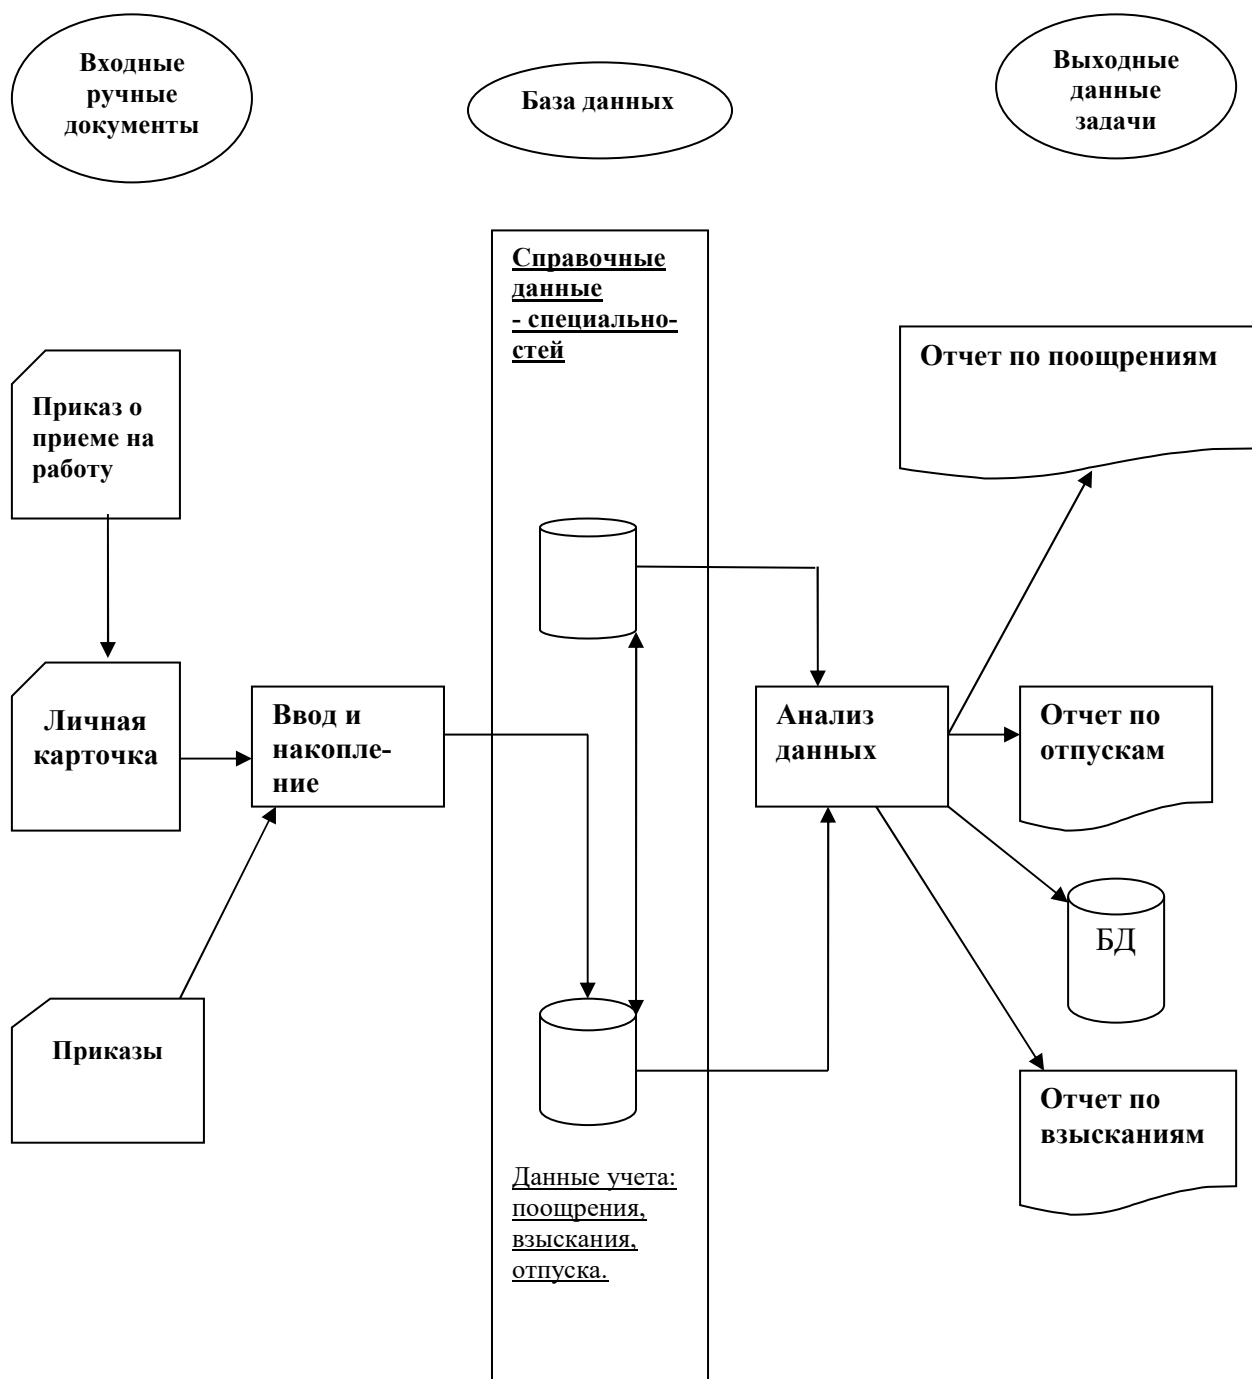 Входные
ручные
документы
База данных
Выходные
данные
задачи
Справочные
данные
- специально-
стей
Отчет по поощрениям
Приказ о
приеме на
работу
Личная
карточка
Ввод и
накопле-
ние
Анализ
данных
Отчет по
отпускам
БД
Приказы
Отчет по
взысканиям
Данные учета:
поощрения,
взыскания,
отпуска.